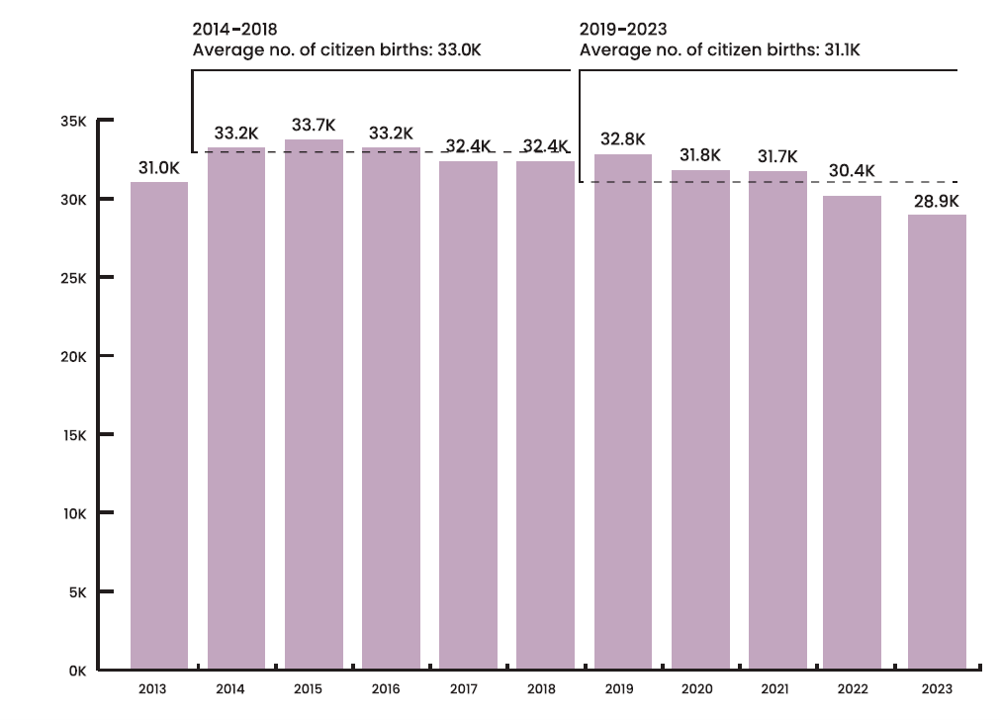 2014–2018
Average no. of citizen births: 33.0K
2019–2023
Average no. of citizen births: 31.1K
35K
30K
25K
20K
15K
10K
5K
0K
31.0K
33.2K
33.7K
33.2K
32.4K
32.4K
32.8K
31.8K
31.7K
30.4K
28.9K
2013
2014
2015
2016
2017
2018
2019
2020
2021
2022
2023